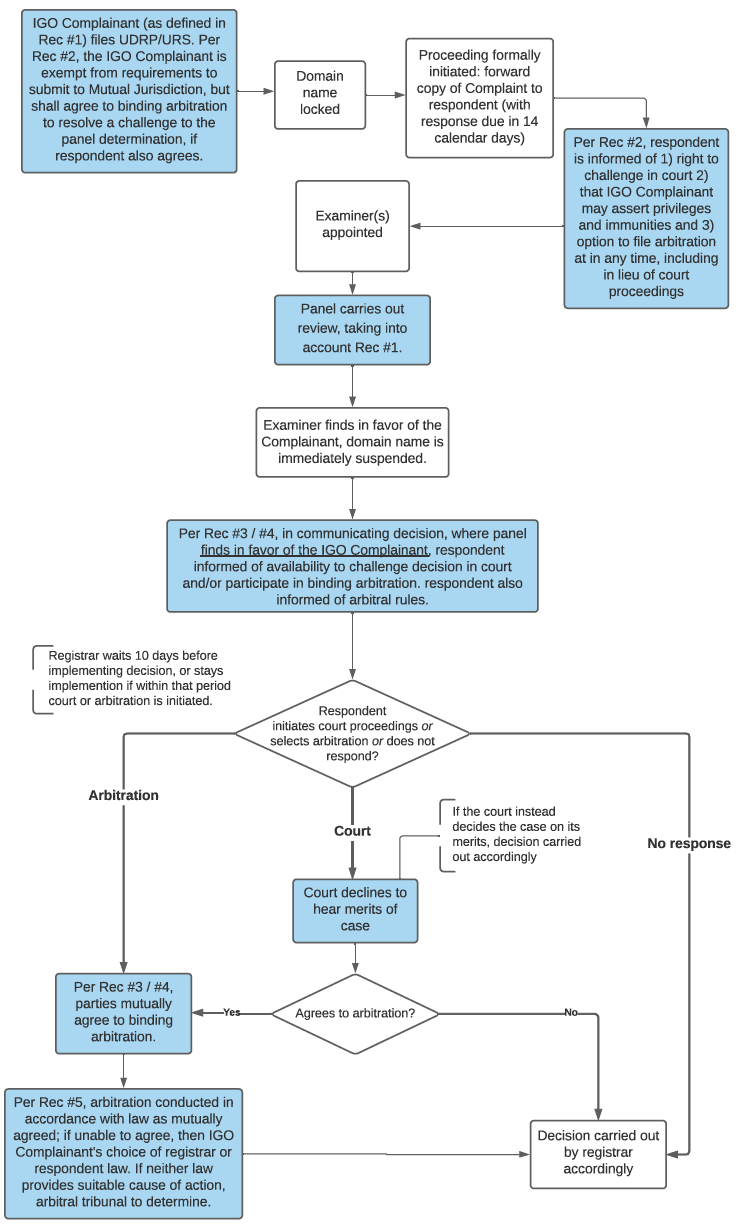 IGO Complainant (as defined in
Rec #1) files UDRP/URS. Per
Rec #2, the IGO Complainant is
exempt from requirements to
submit to Mutual Jurisdiction, but
shall agree to binding arbitration
to resolve a challenge to the
panel determination, if
respondent also agrees.
Domain
name
locked
Proceeding formally
initiated: forward
copy of Complaint to
respondent (with
response due in 14
calendar days)
Per Rec #2, respondent
is informed of 1) right to
challenge in court 2)
that IGO Complainant
may assert privileges
and immunities and 3)
option to file arbitration
at in any time, including
in lieu of court
proceedings
Examiner(s)
appointed
Panel carries out
review, taking into
account Rec #1.
Examiner finds in favor of the
Complainant, domain name is
immediately suspended.
Per Rec #3 / #4, in communicating decision, where panel
finds in favor of the IGO Complainant, respondent
informed of availability to challenge decision in court
and/or participate in binding arbitration. respondent also
informed of arbitral rules.
Registrar waits 10 days before
implementing decision, or stays
implemention if within that period
court or arbitration is initiated.
Respondent
initiates court proceedings or
selects arbitration or does not
respond?
Arbitration
Court
No response
If the court instead
decides the case on its
merits, decision carried
out accordingly
Court declines to
hear merits of
case
Per Rec #3 / #4,
parties mutually
agree to binding
arbitration.
Yes
Agrees to arbitration?
No
Per Rec #5, arbitration conducted in
accordance with law as mutually
agreed; if unable to agree, then IGO
Complainant's choice of registrar or
respondent law. If neither law
provides suitable cause of action,
arbitral tribunal to determine.
Decision carried out
by registrar
accordingly